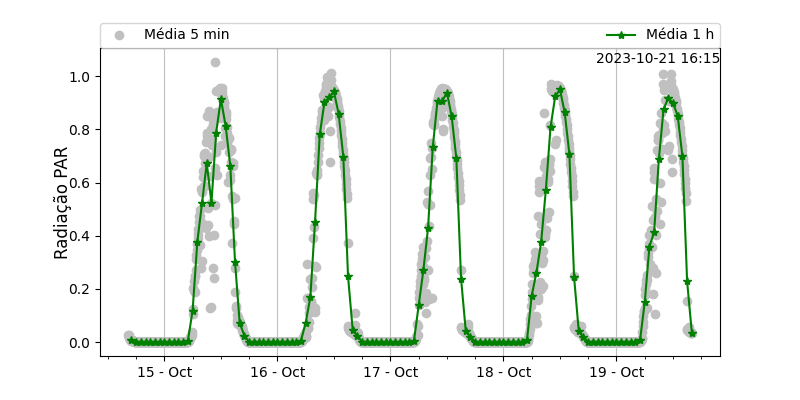 Média 5 min
Média 1 h
2023-10-21 16:15
Radiação PAR
1.0
0.8
0.6
0.4
0.2
0.0
15 - Oct
16 - Oct
17 - Oct
18 - Oct
19 - Oct